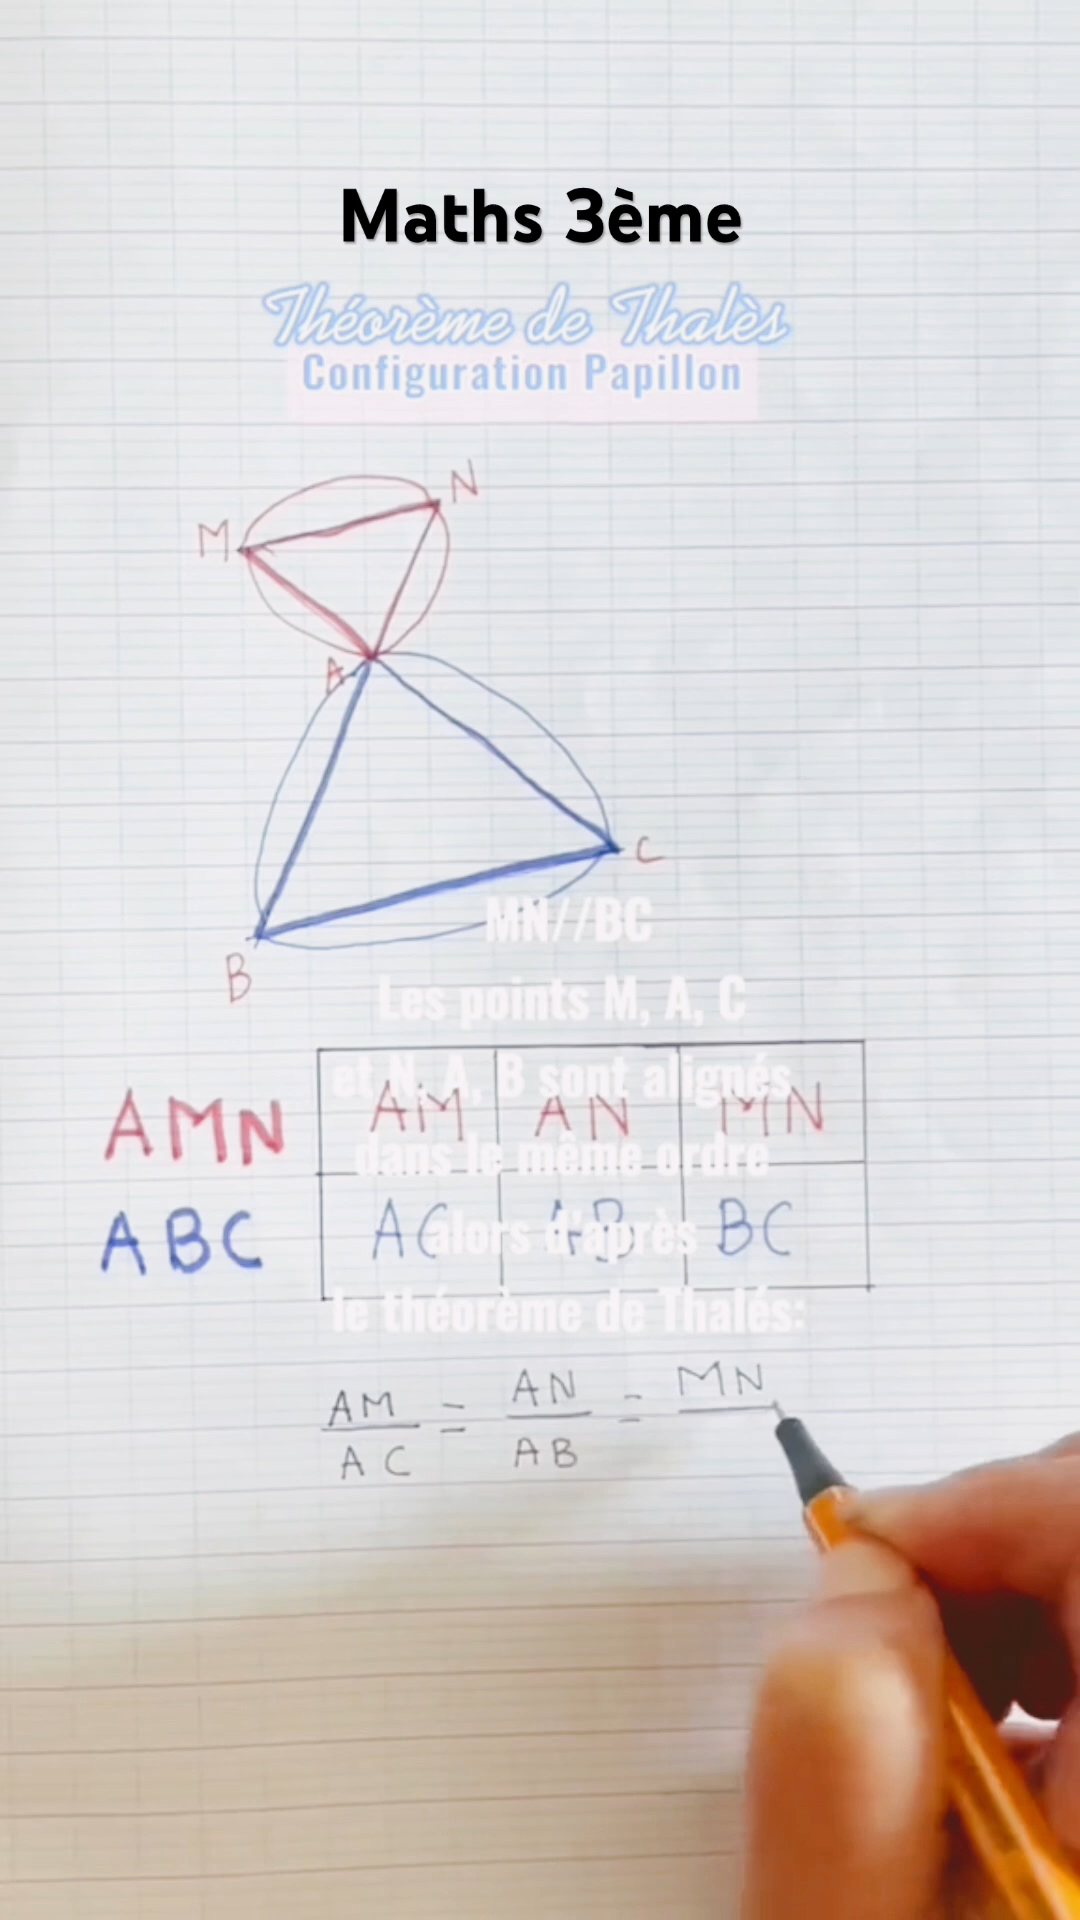 Maths 3ème
Théorème de Thalès
Configuration Papillon
N
M
A
C
B
MN//BC
Les points M, A, C
et N, A, B sont alignés
dans le même ordre
alors d'après
le théorème de Thalés:
AMN AM AN MN
ABC AC AB BC
AM = AN = MN
AC AB